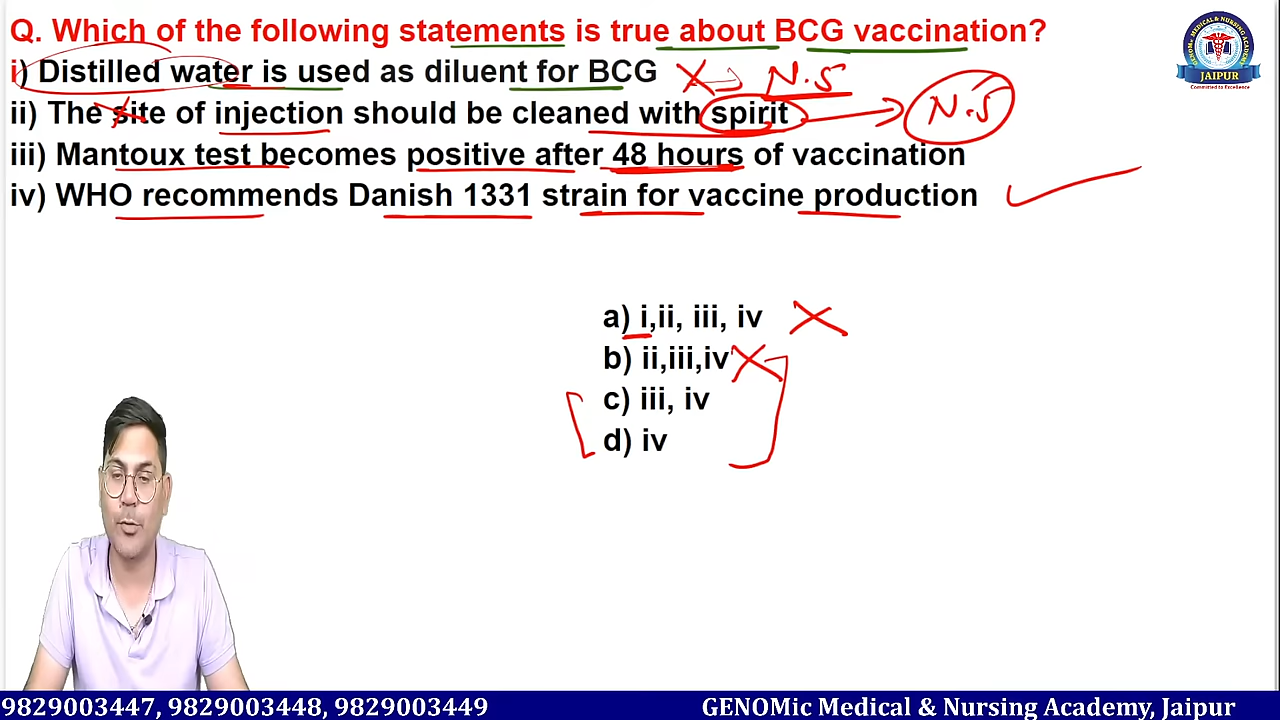 Q. Which of the following statements is true about BCG vaccination?
i) Distilled water is used as diluent for BCG N.S
ii) The site of injection should be cleaned with spirit N.S
iii) Mantoux test becomes positive after 48 hours of vaccination
iv) WHO recommends Danish 1331 strain for vaccine production
a) i,ii, iii, iv
b) ii,iii,iv
c) iii, iv
d) iv
JAIPUR
9829003447, 9829003448, 9829003449 GENOMic Medical & Nursing Academy, Jaipur